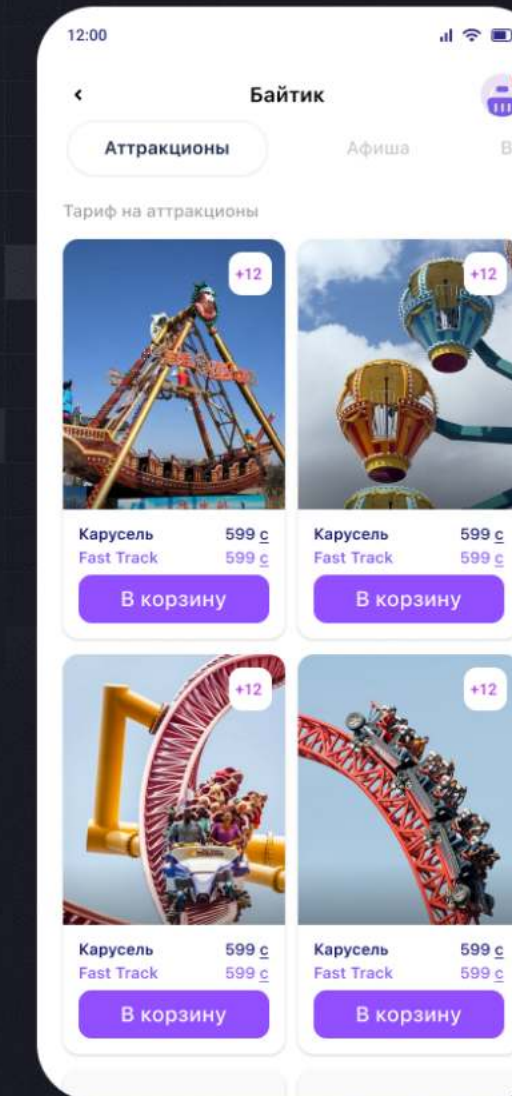 12:00
Байтик
Аттракционы
Афиша
В
Тариф на аттракционы
+12
+12
Карусель 599 с
Fast Track 599 с
В корзину
Карусель 599 с
Fast Track 599 с
В корзину
+12
+12
Карусель 599 с
Fast Track 599 с
В корзину
Карусель 599 с
Fast Track 599 с
В корзину